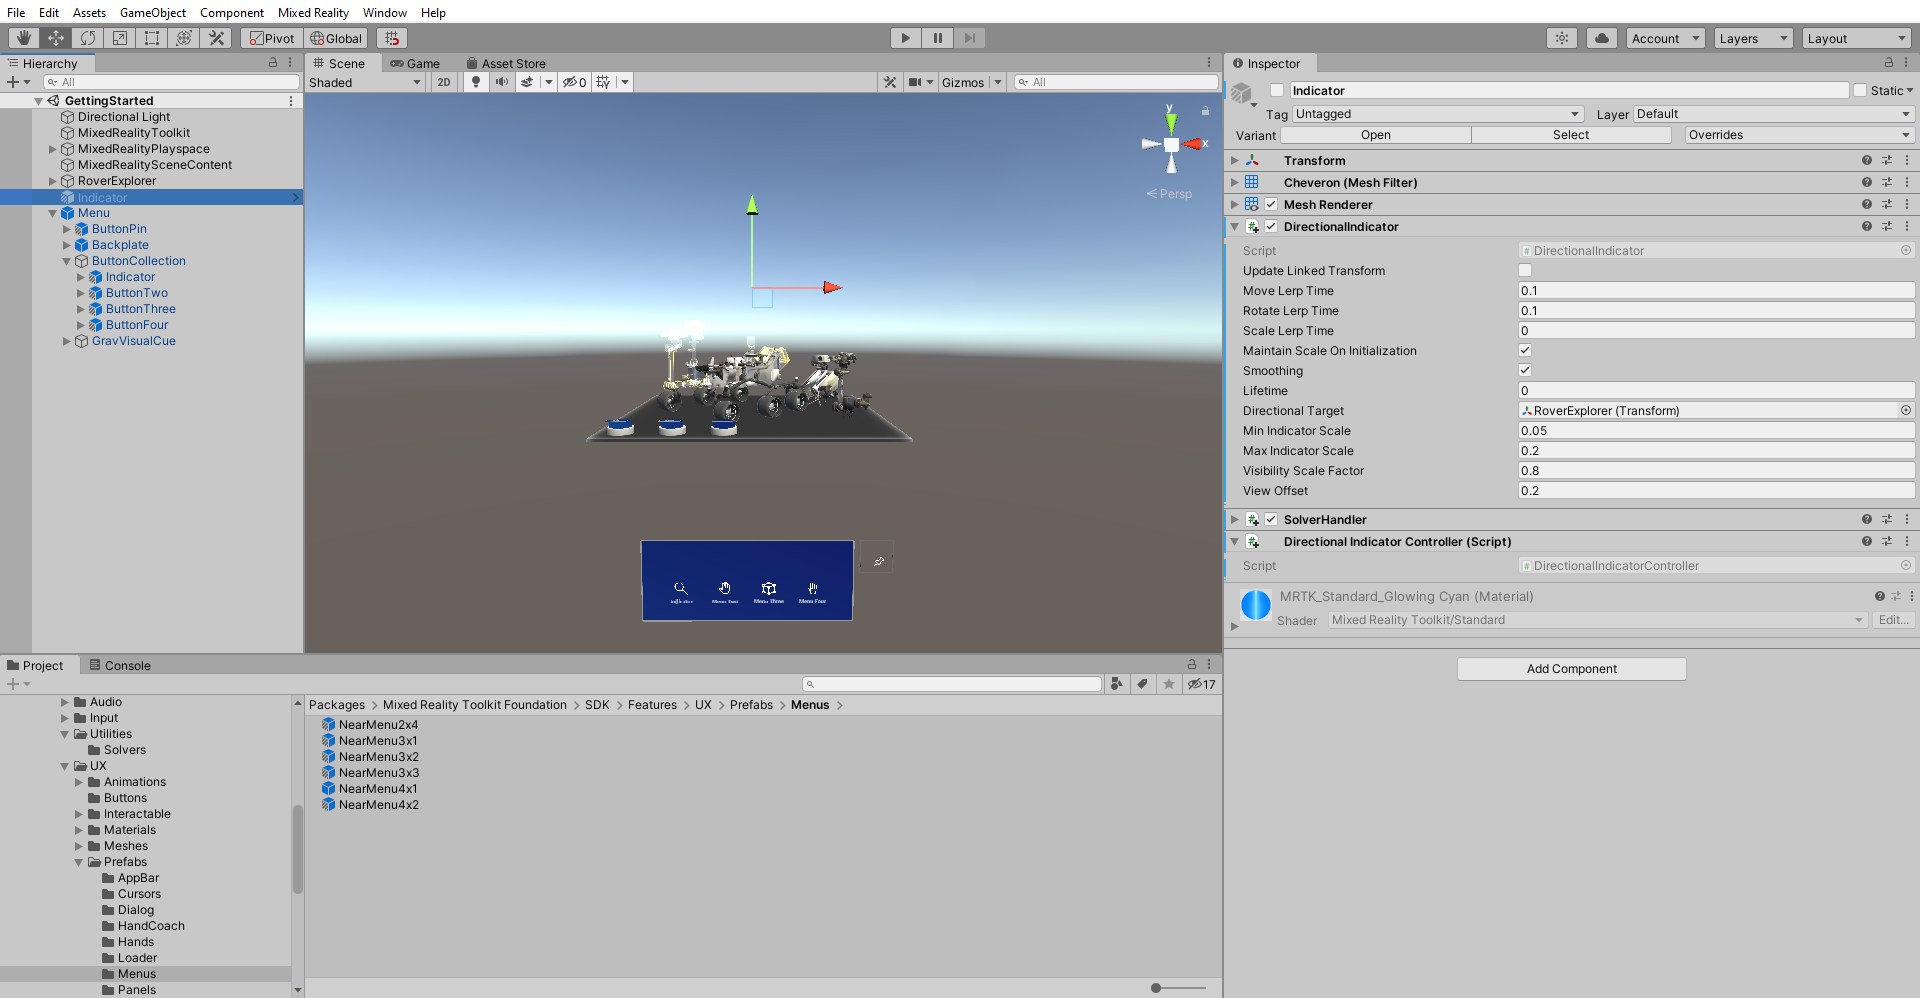 File Edit Assets GameObject Component Mixed Reality Window Help
Pivot Global Account Layers Layout
Hierarchy
All
GettingStarted
Directional Light
MixedRealityToolkit
MixedRealityPlayspace
MixedRealitySceneContent
RoverExplorer
Indicator
Menu
ButtonPin
Backplate
ButtonCollection
Indicator
ButtonTwo
ButtonThree
ButtonFour
GravVisualCue
Scene Game Asset Store
Shaded 2D 0 Gizmos All
y
x
Persp
Menu Three Menu Four
Inspector
Indicator Static
Tag Untagged Layer Default
Variant Open Select Overrides
Transform
Cheveron (Mesh Filter)
Mesh Renderer
DirectionalIndicator
Script DirectionalIndicator
Update Linked Transform
Move Lerp Time 0.1
Rotate Lerp Time 0.1
Scale Lerp Time 0
Maintain Scale On Initialization
Smoothing
Lifetime 0
Directional Target RoverExplorer (Transform)
Min Indicator Scale 0.05
Max Indicator Scale 0.2
Visibility Scale Factor 0.8
View Offset 0.2
SolverHandler
Directional Indicator Controller (Script)
Script DirectionalIndicatorController
MRTK_Standard_Glowing Cyan (Material)
Shader Mixed Reality Toolkit/Standard Edit...
Add Component
Project Console
17
Audio
Input
Utilities
Solvers
UX
Animations
Buttons
Interactable
Materials
Meshes
Prefabs
AppBar
Cursors
Dialog
HandCoach
Hands
Loader
Menus
Panels
Packages > Mixed Reality Toolkit Foundation > SDK > Features > UX > Prefabs > Menus >
NearMenu2x4
NearMenu3x1
NearMenu3x2
NearMenu3x3
NearMenu4x1
NearMenu4x2